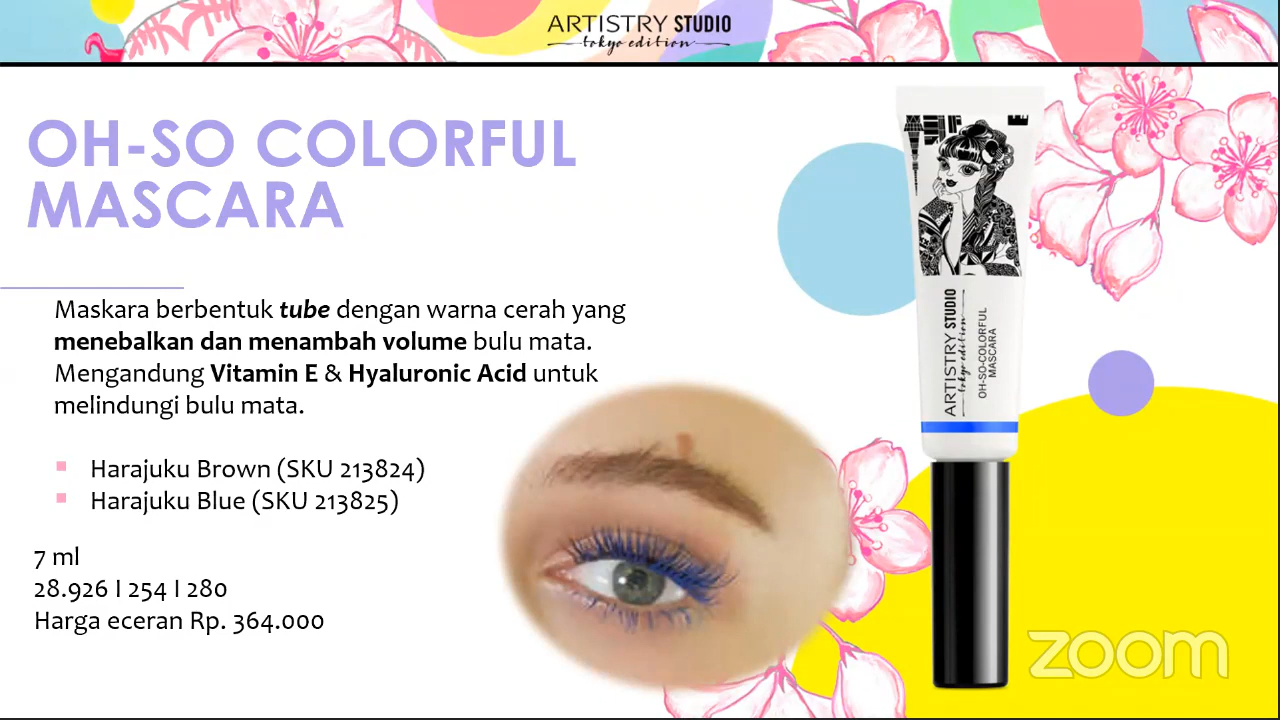 ARTISTRY STUDIO
tokyo edition
OH-SO COLORFUL
MASCARA
Maskara berbentuk tube dengan warna cerah yang
menebalkan dan menambah volume bulu mata.
Mengandung Vitamin E & Hyaluronic Acid untuk
melindungi bulu mata.
Harajuku Brown (SKU 213824)
Harajuku Blue (SKU 213825)
7 ml
28.926 I 254 I 280
Harga eceran Rp. 364.000
ARTISTRY STUDIO
tokyo edition
OH-SO-COLORFUL
MASCARA
zoom